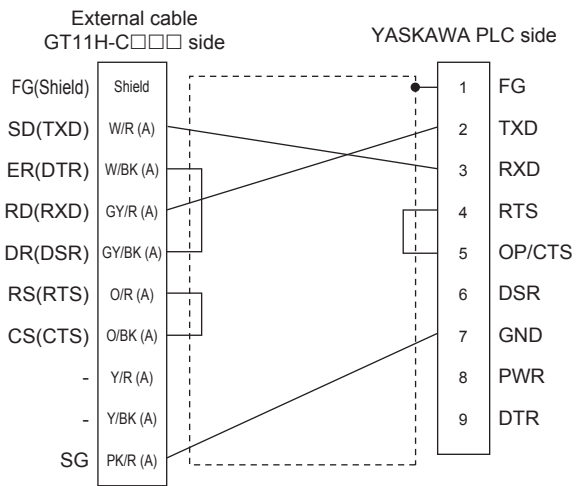 External cable
GT11H-C□□□ side
YASKAWA PLC side
FG(Shield) Shield 1 FG
SD(TXD) W/R (A) 2 TXD
ER(DTR) W/BK (A) 3 RXD
RD(RXD) GY/R (A) 4 RTS
DR(DSR) GY/BK (A) 5 OP/CTS
RS(RTS) O/R (A) 6 DSR
CS(CTS) O/BK (A) 7 GND
- Y/R (A) 8 PWR
- Y/BK (A) 9 DTR
SG PK/R (A)